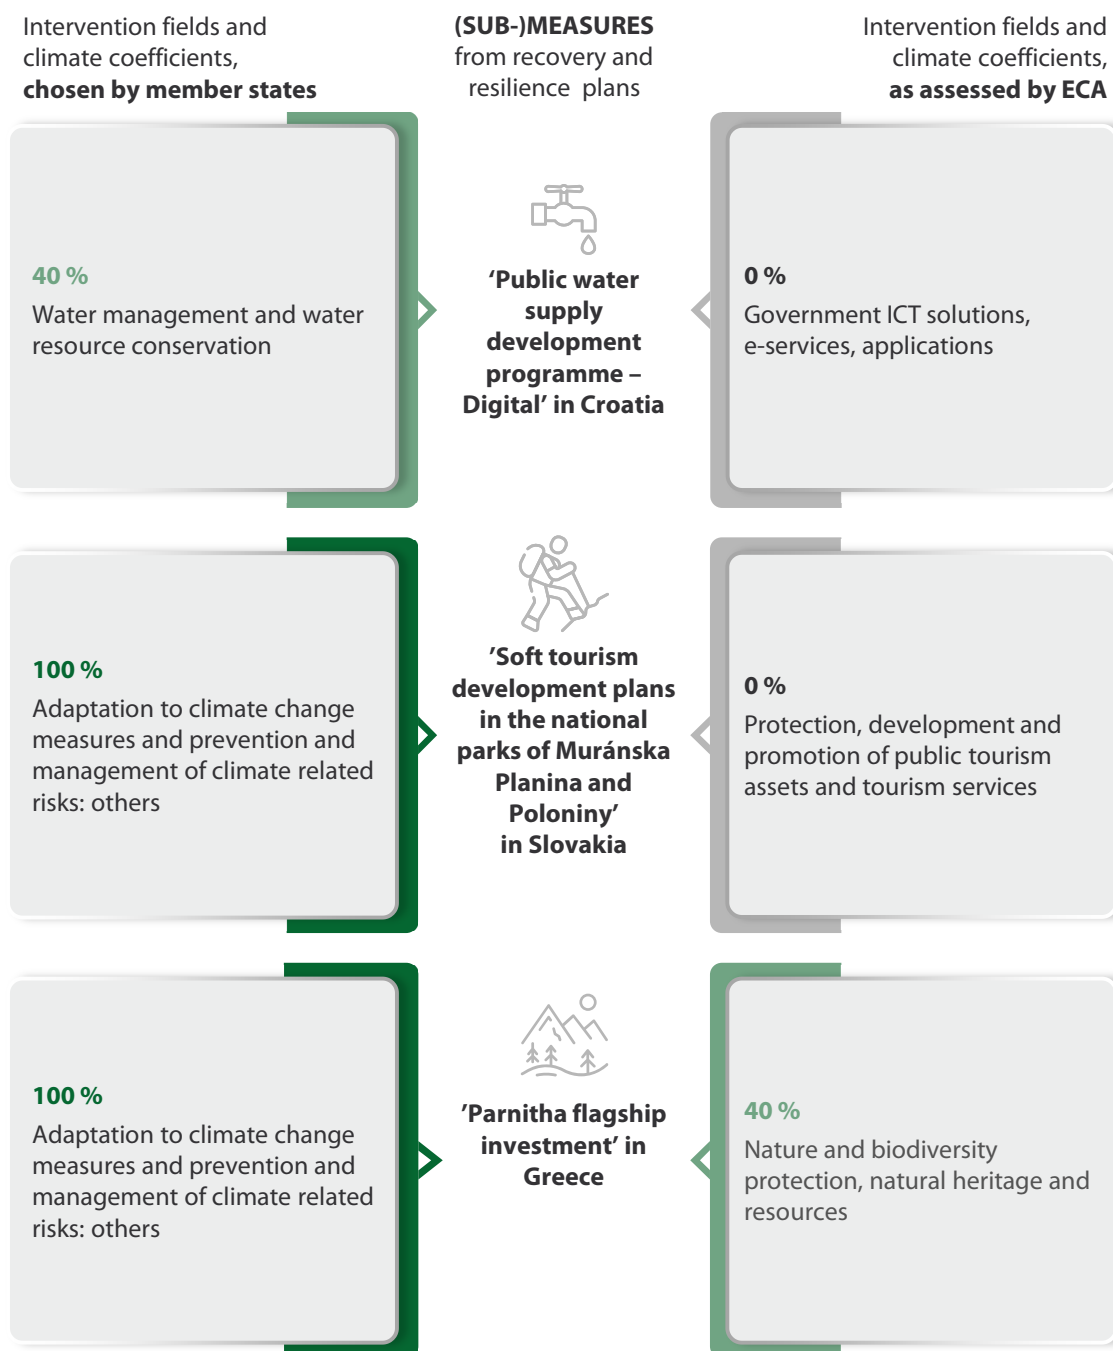 Intervention fields and
climate coefficients,
chosen by member states
(SUB-)MEASURES
from recovery and
resilience plans
Intervention fields and
climate coefficients,
as assessed by ECA
40 %
Water management and water
resource conservation
‘Public water
supply
development
programme –
Digital’ in Croatia
0 %
Government ICT solutions,
e-services, applications
100 %
Adaptation to climate change
measures and prevention and
management of climate related
risks: others
’Soft tourism
development plans
in the national
parks of Muránska
Planina and
Poloniny’
in Slovakia
0 %
Protection, development and
promotion of public tourism
assets and tourism services
100 %
Adaptation to climate change
measures and prevention and
management of climate related
risks: others
’Parnitha flagship
investment’ in
Greece
40 %
Nature and biodiversity
protection, natural heritage and
resources